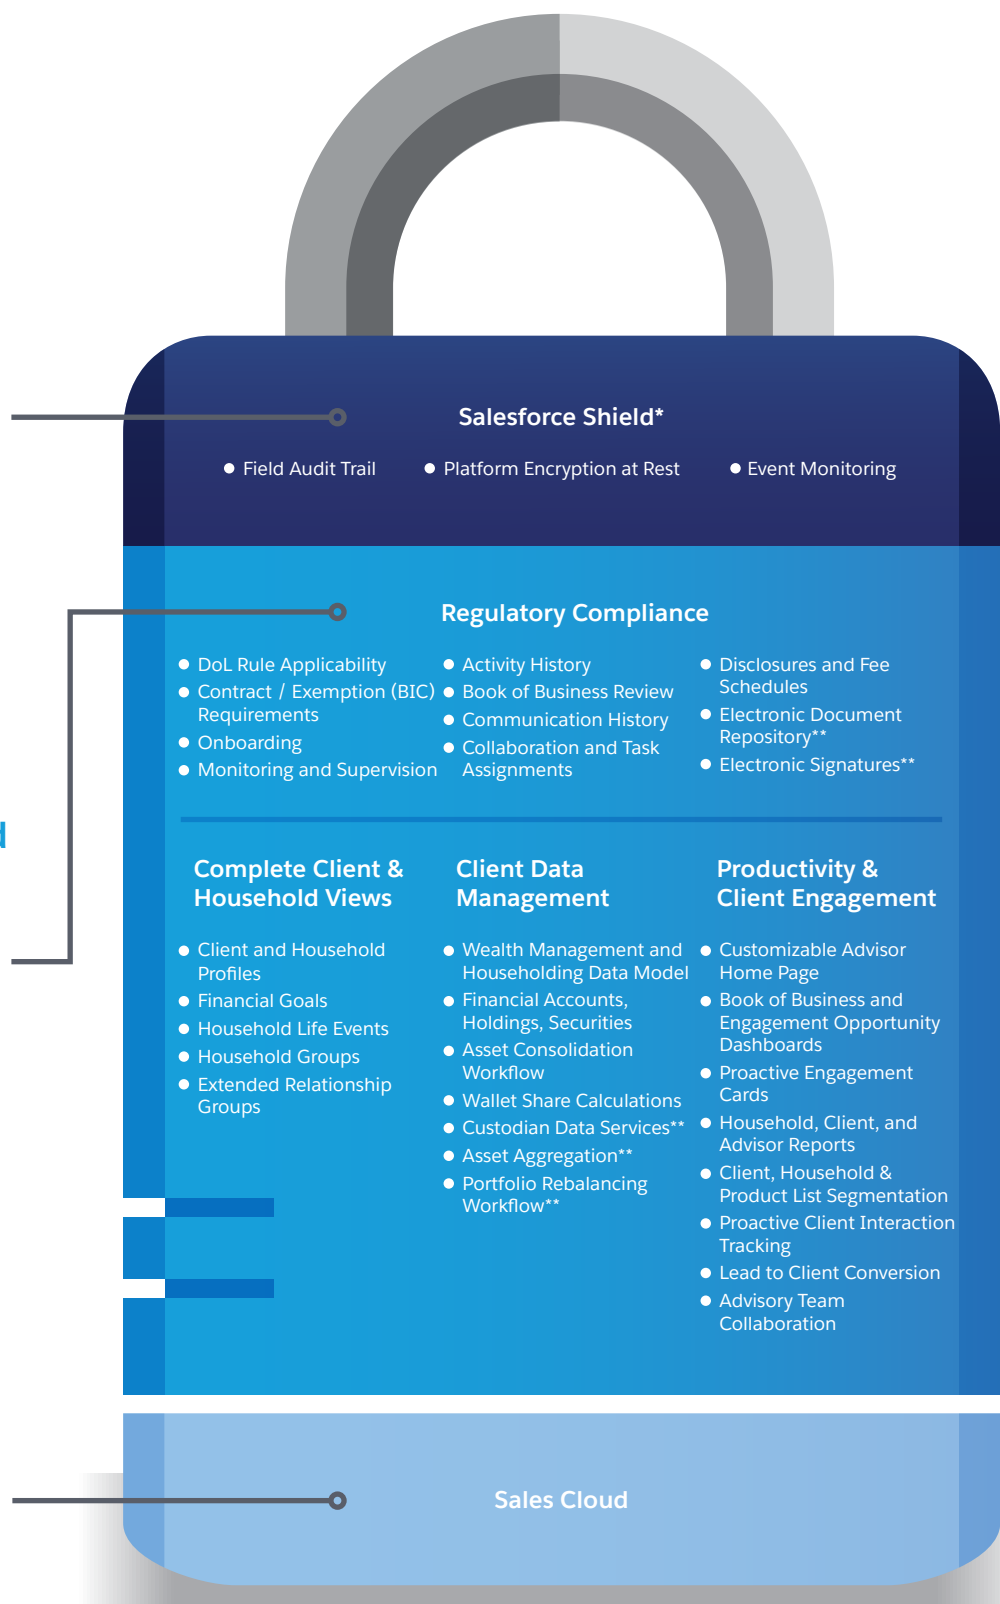 Salesforce Shield*
Field Audit Trail
Platform Encryption at Rest
Event Monitoring
Regulatory Compliance
DoL Rule Applicability
Contract / Exemption (BIC)
Requirements
Onboarding
Monitoring and Supervision
Activity History
Book of Business Review
Communication History
Collaboration and Task
Assignments
Disclosures and Fee
Schedules
Electronic Document
Repository**
Electronic Signatures**
Complete Client &
Household Views
Client and Household
Profiles
Financial Goals
Household Life Events
Household Groups
Extended Relationship
Groups
Client Data
Management
Wealth Management and
Householding Data Model
Financial Accounts,
Holdings, Securities
Asset Consolidation
Workflow
Wallet Share Calculations
Custodian Data Services**
Asset Aggregation**
Portfolio Rebalancing
Workflow**
Productivity &
Client Engagement
Customizable Advisor
Home Page
Book of Business and
Engagement Opportunity
Dashboards
Proactive Engagement
Cards
Household, Client, and
Advisor Reports
Client, Household &
Product List Segmentation
Proactive Client Interaction
Tracking
Lead to Client Conversion
Advisory Team
Collaboration
Sales Cloud